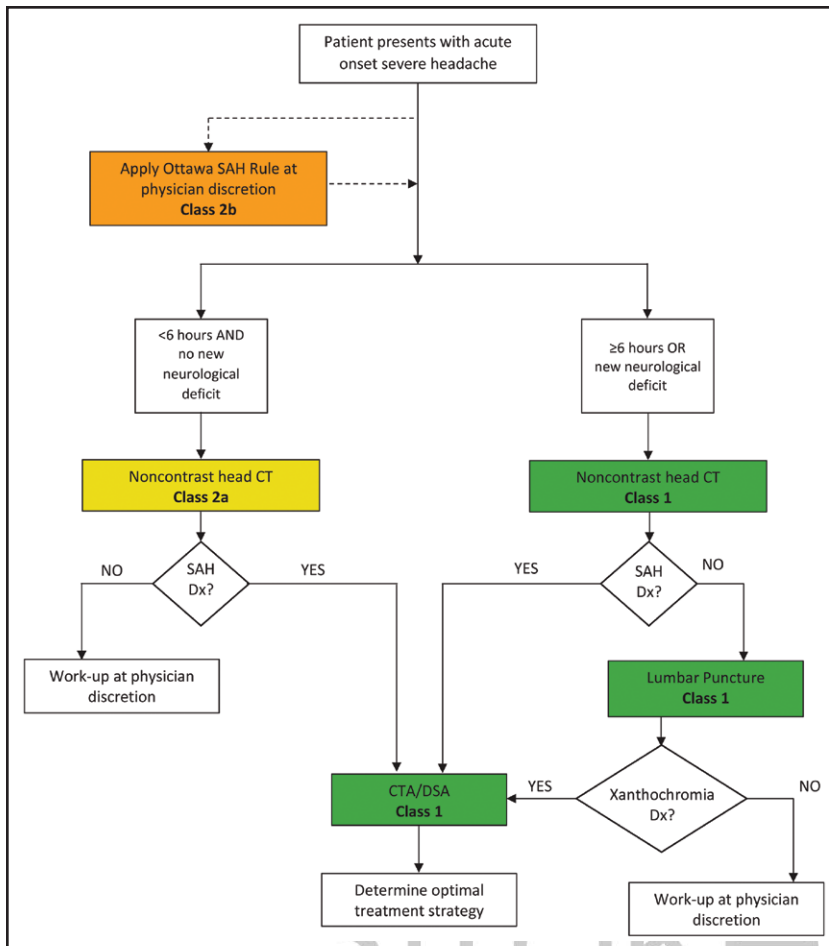 Patient presents with acute
onset severe headache
Apply Ottawa SAH Rule at
physician discretion
Class 2b
<6 hours AND
no new
neurological
deficit
≥6 hours OR
new neurological
deficit
Noncontrast head CT
Class 2a
Noncontrast head CT
Class 1
NO
SAH
Dx?
YES
YES
SAH
Dx?
NO
Work-up at physician
discretion
Lumbar Puncture
Class 1
CTA/DSA
Class 1
YES
Xanthochromia
Dx?
NO
Determine optimal
treatment strategy
Work-up at physician
discretion